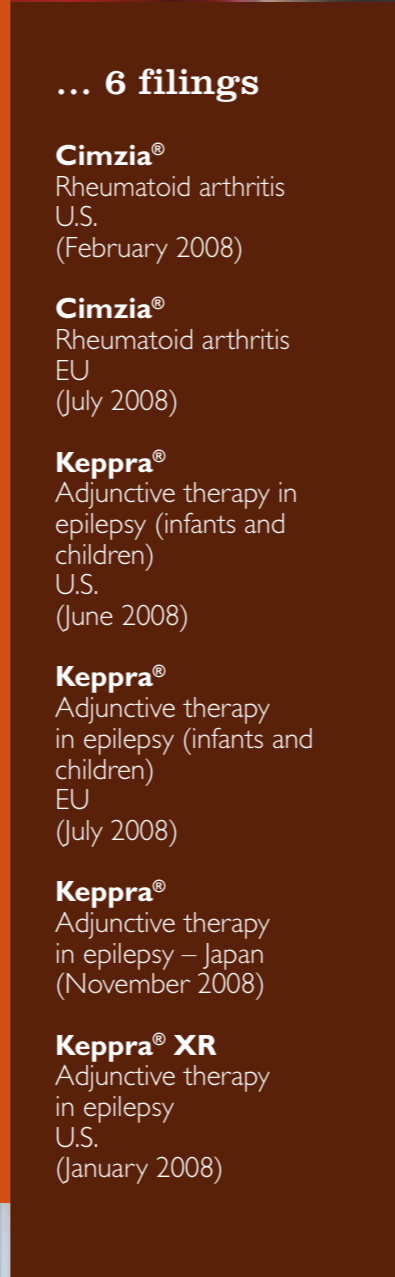 ... 6 filings
Cimzia®
Rheumatoid arthritis
U.S.
(February 2008)
Cimzia®
Rheumatoid arthritis
EU
(July 2008)
Keppra®
Adjunctive therapy in
epilepsy (infants and
children)
U.S.
(June 2008)
Keppra®
Adjunctive therapy
in epilepsy (infants and
children)
EU
(July 2008)
Keppra®
Adjunctive therapy
in epilepsy – Japan
(November 2008)
Keppra® XR
Adjunctive therapy
in epilepsy
U.S.
(January 2008)